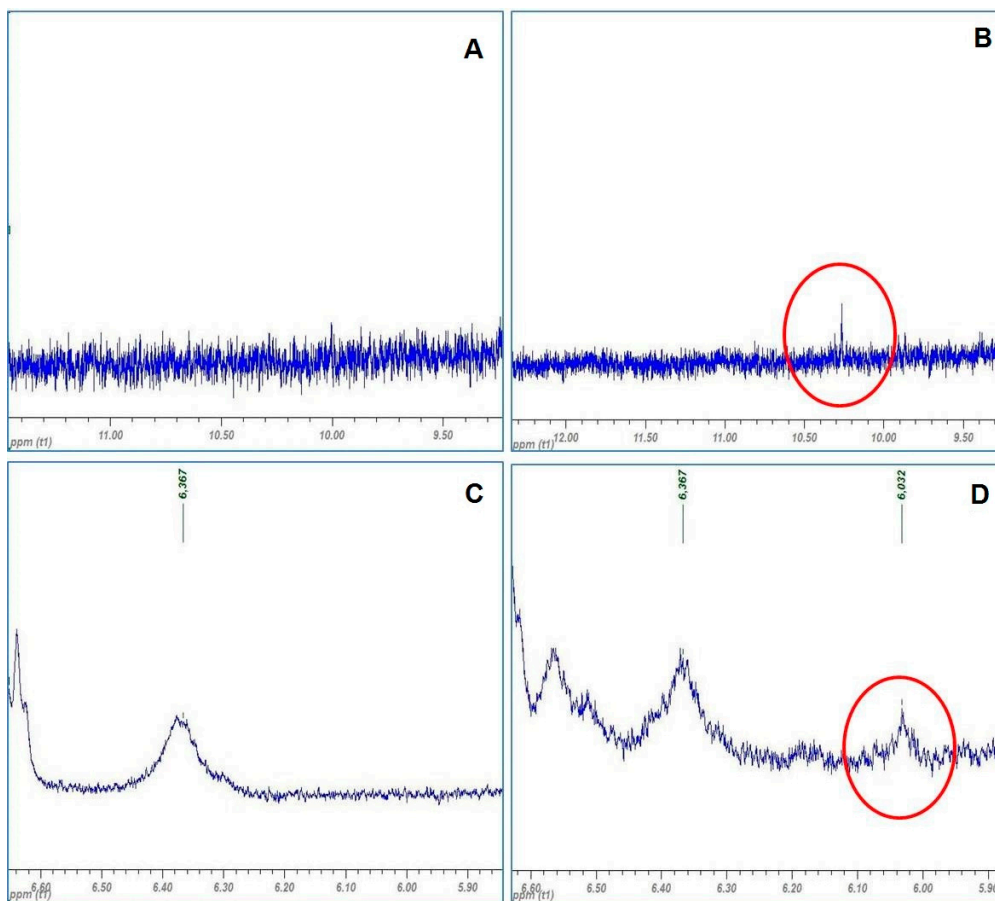 A
11.00 10.50 10.00 9.50
ppm (t1)
B
12.00 11.50 11.00 10.50 10.00 9.50
ppm (t1)
6,367
C
6.60 6.50 6.40 6.30 6.20 6.10 6.00 5.90
ppm (t1)
6,367 6,032
D
6.60 6.50 6.40 6.30 6.20 6.10 6.00 5.90
ppm (t1)